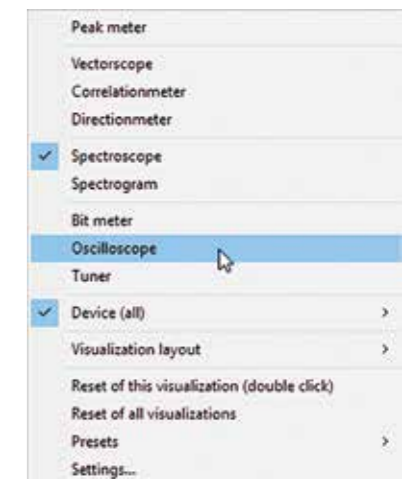 Peak meter
Vectorscope
Correlationmeter
Directionmeter
Spectroscope
Spectrogram
Bit meter
Oscilloscope
Tuner
Device (all)
Visualization layout
Reset of this visualization (double click)
Reset of all visualizations
Presets
Settings...